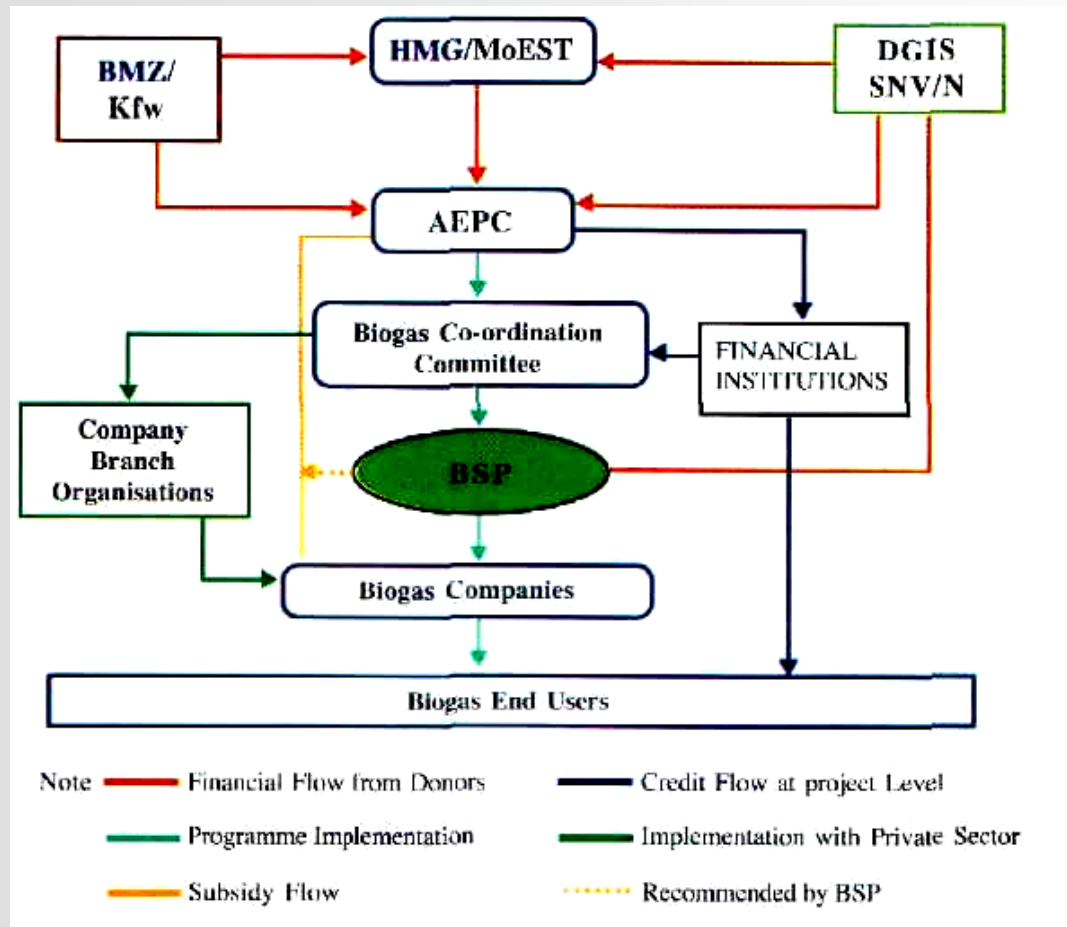 BMZ/
Kfw
HMG/MoEST
DGIS
SNV/N
AEPC
Biogas Co-ordination
Committee
FINANCIAL
INSTITUTIONS
Company
Branch
Organisations
BSP
Biogas Companies
Biogas End Users
Note
Financial Flow from Donors
Credit Flow at project Level
Programme Implementation
Implementation with Private Sector
Subsidy Flow
Recommended by BSP